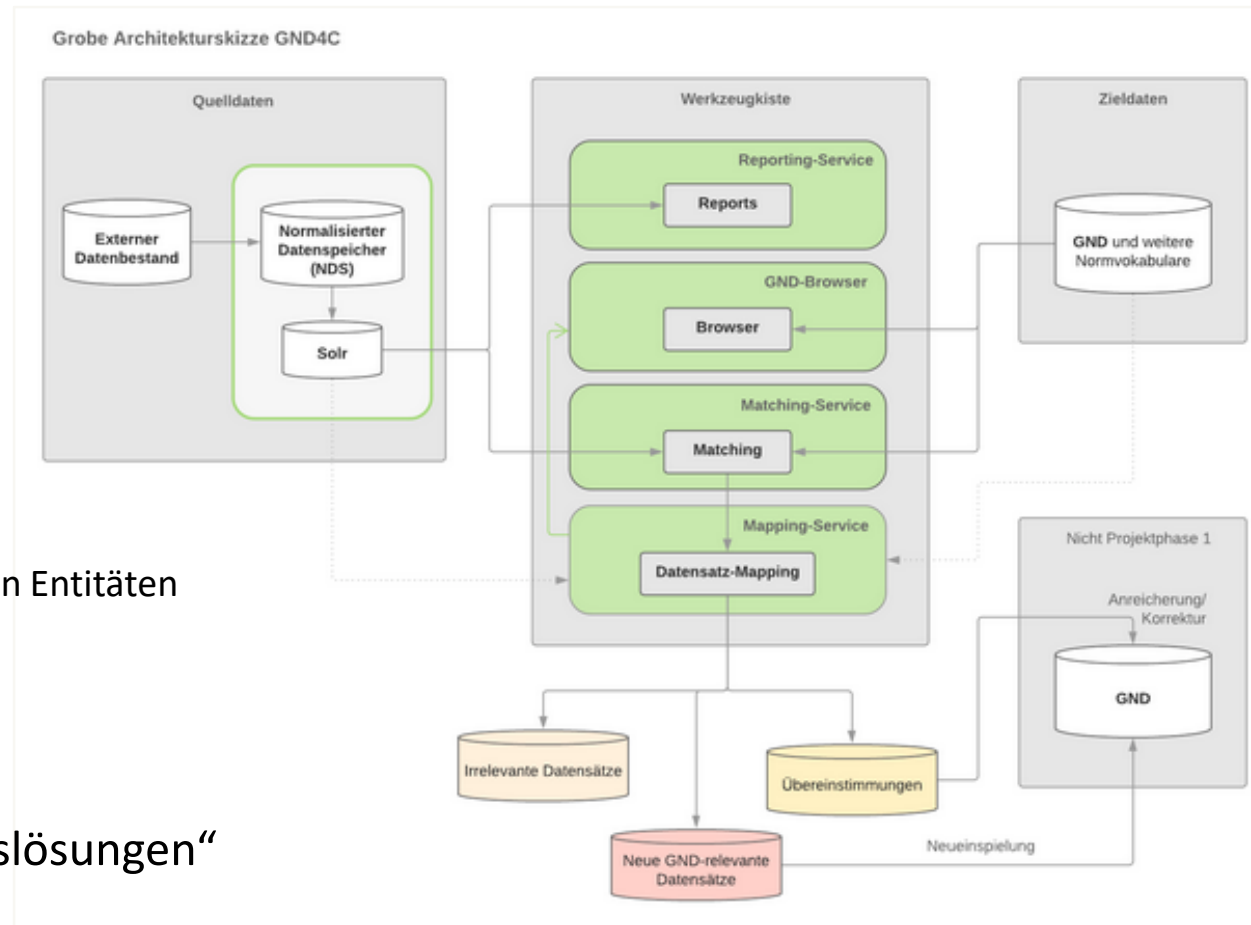 Grobe Architekturskizze GND4C
Quelldaten
Externer
Datenbestand
Normalisierter
Datenspeicher
(NDS)
Solr
Werkzeugkiste
Reporting-Service
Reports
GND-Browser
Browser
Matching-Service
Matching
Mapping-Service
Datensatz-Mapping
Zieldaten
GND und weitere
Normvokabulare
Nicht Projektphase 1
Anreicherung/
Korrektur
GND
Irrelevante Datensätze
Übereinstimmungen
Neue GND-relevante
Datensätze
Neueinspielung
n Entitäten
slösungen“